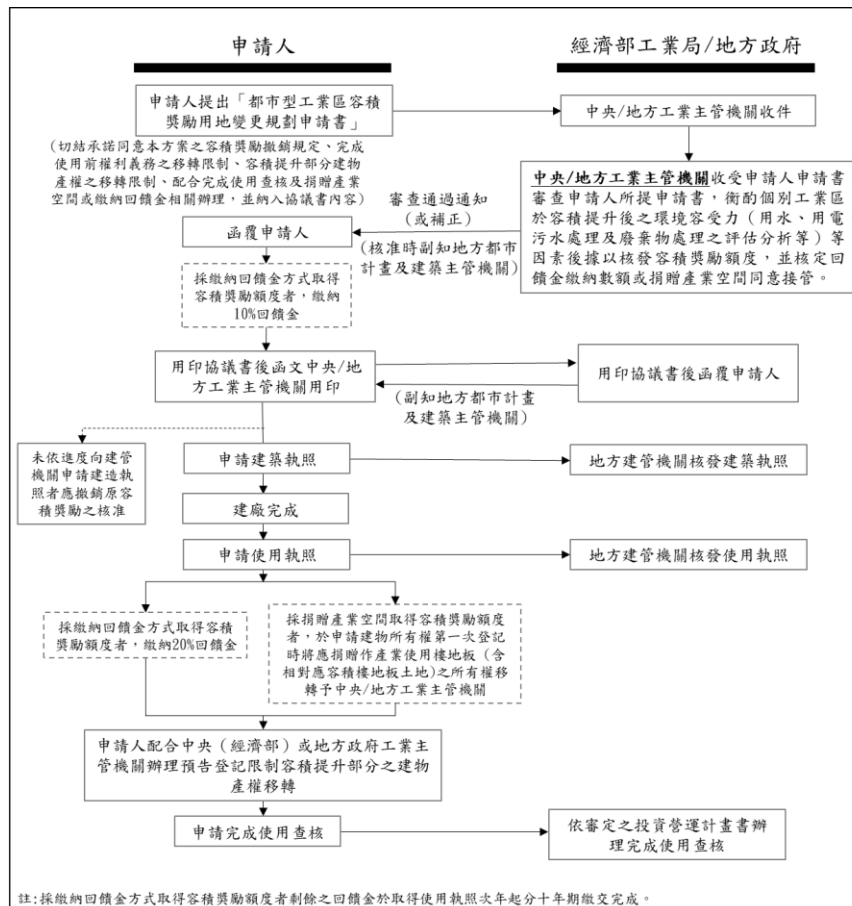 申請人
經濟部工業局/地方政府
申請人提出「都市型工業區容積
獎勵用地變更規劃申請書」
中央/地方工業主管機關收件
(切結承諾同意本方案之容積獎勵撤銷規定、完成
使用前權利義務之移轉限制、容積提升部分建物
產權之移轉限制、配合完成使用查核及捐贈產業
空間或繳納回饋金相關辦理，並納入協議書內容)
中央/地方工業主管機關收受申請人申請書
審查申請人所提申請書，衡酌個別工業區
於容積提升後之環境容受力（用水、用電
污水處理及廢棄物處理之評估分析等）等
因素後據以核發容積獎勵額度，並核定回
饋金繳納數額或捐贈產業空間同意接管。
審查通過通知
(或補正)
(核准時副知地方都市
計畫及建築主管機關)
函覆申請人
採繳納回饋金方式取得
容積獎勵額度者，繳納
10%回饋金
用印協議書後函文中央/地
方工業主管機關用印
用印協議書後函覆申請人
(副知地方都市計畫
及建築主管機關)
未依進度向建管
機關申請建造執
照者應撤銷原容
積獎勵之核准
申請建築執照
地方建管機關核發建築執照
建廠完成
申請使用執照
地方建管機關核發使用執照
採繳納回饋金方式取得容積
獎勵額度者，繳納20%回饋金
採捐贈產業空間取得容積獎勵額度
者，於申請建物所有權第一次登記
時將應捐贈作產業使用樓地板（含
相對應容積樓地板土地)之所有權移
轉予中央/地方工業主管機關
申請人配合中央（經濟部）或地方政府工業主
管機關辦理預告登記限制容積提升部分之建物
產權移轉
申請完成使用查核
依審定之投資營運計畫書辦
理完成使用查核
註:採繳納回饋金方式取得容積獎勵額度者剩餘之回饋金於取得使用執照次年起分十年期繳交完成。